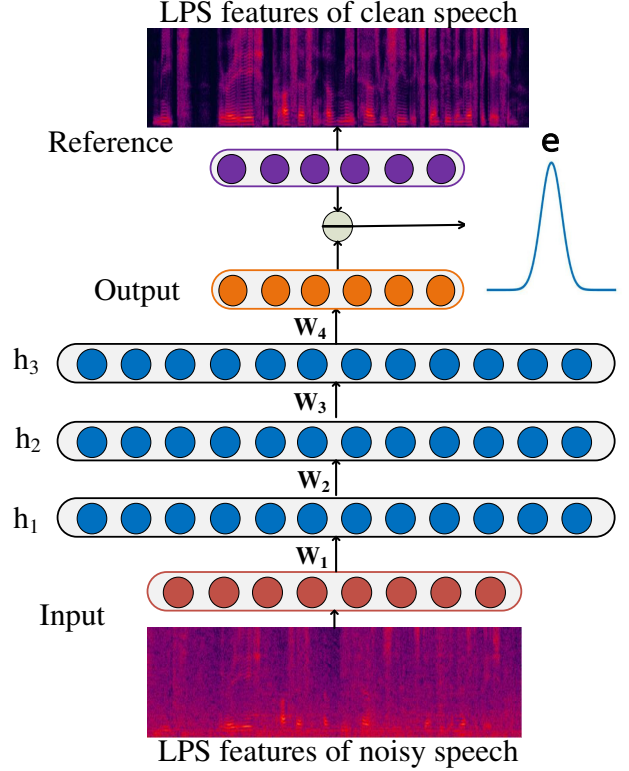 LPS features of clean speech
Reference
e
Output
W₄
h₃
W₃
h₂
W₂
h₁
W₁
Input
LPS features of noisy speech